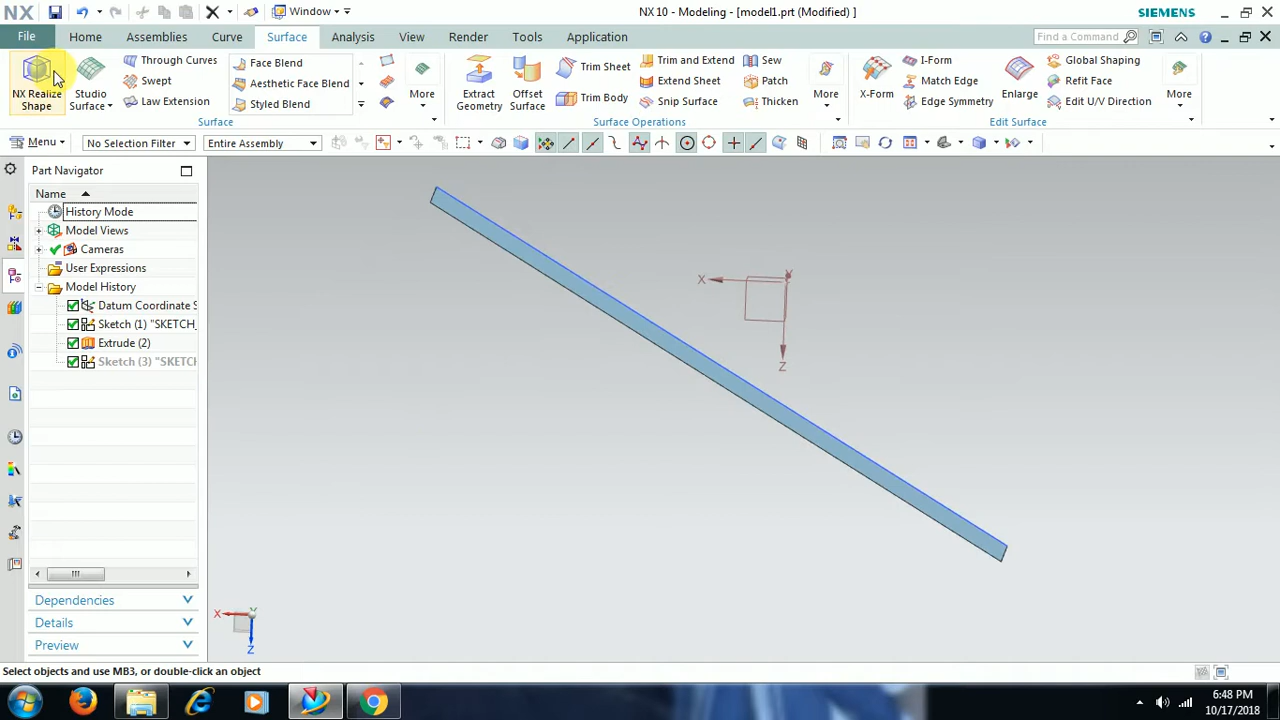 NX
Window
NX 10 - Modeling - [model1.prt (Modified) ]
SIEMENS
File
Home
Assemblies
Curve
Surface
Analysis
View
Render
Tools
Application
Find a Command
NX Realize
Shape
Studio
Surface
Through Curves
Swept
Law Extension
Face Blend
Aesthetic Face Blend
Styled Blend
More
Surface
Extract
Geometry
Offset
Surface
Trim Sheet
Trim Body
Trim and Extend
Extend Sheet
Snip Surface
Sew
Patch
Thicken
More
Surface Operations
X-Form
I-Form
Match Edge
Edge Symmetry
Enlarge
Global Shaping
Refit Face
Edit U/V Direction
More
Edit Surface
Menu
No Selection Filter
Entire Assembly
Part Navigator
Name
History Mode
Model Views
Cameras
User Expressions
Model History
Datum Coordinate S
Sketch (1) "SKETCH_
Extrude (2)
Sketch (3) "SKETCH
Dependencies
Details
Preview
X
Y
Z
X
Y
Z
Select objects and use MB3, or double-click an object
6:48 PM
10/17/2018